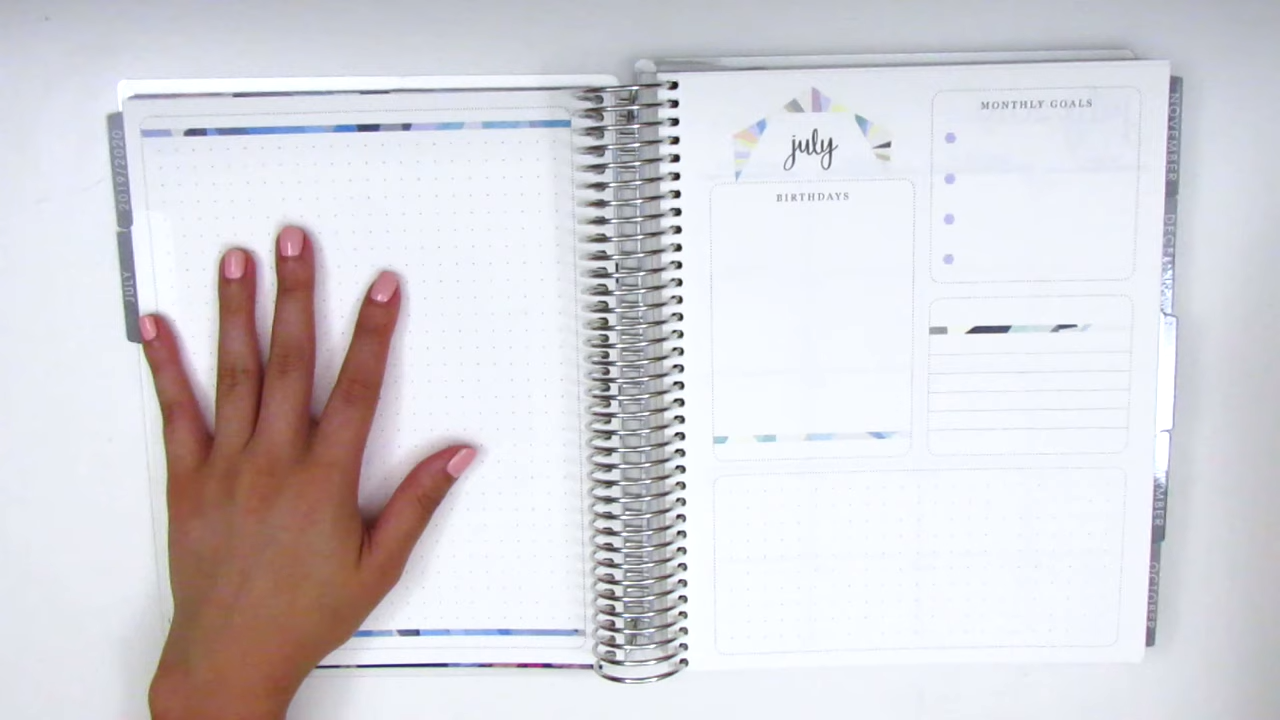 2019/2020
JULY
july
BIRTHDAYS
MONTHLY GOALS
NOVEMBER
OCTOBER